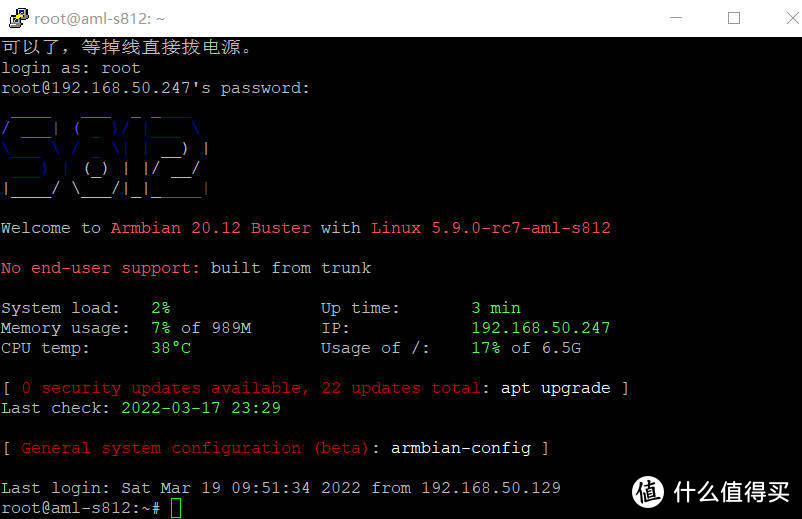 root@aml-s812: ~
可以了，等掉线直接拔电源。
login as: root
root@192.168.50.247's password:
S812
Welcome to Armbian 20.12 Buster with Linux 5.9.0-rc7-aml-s812
No end-user support: built from trunk
System load: 2% Up time: 3 min
Memory usage: 7% of 989M IP: 192.168.50.247
CPU temp: 38°C Usage of /: 17% of 6.5G
[ 0 security updates available, 22 updates total: apt upgrade ]
Last check: 2022-03-17 23:29
[ General system configuration (beta): armbian-config ]
Last login: Sat Mar 19 09:51:34 2022 from 192.168.50.129
root@aml-s812:~#
值 什么值得买